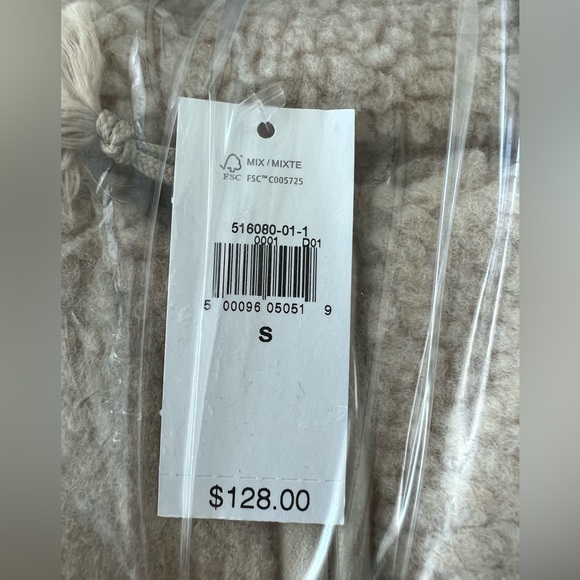 MIX / MIXTE
FSC FSC™ C005725
516080-01-1
0001 D01
5 00096 05051 9
S
$128.00